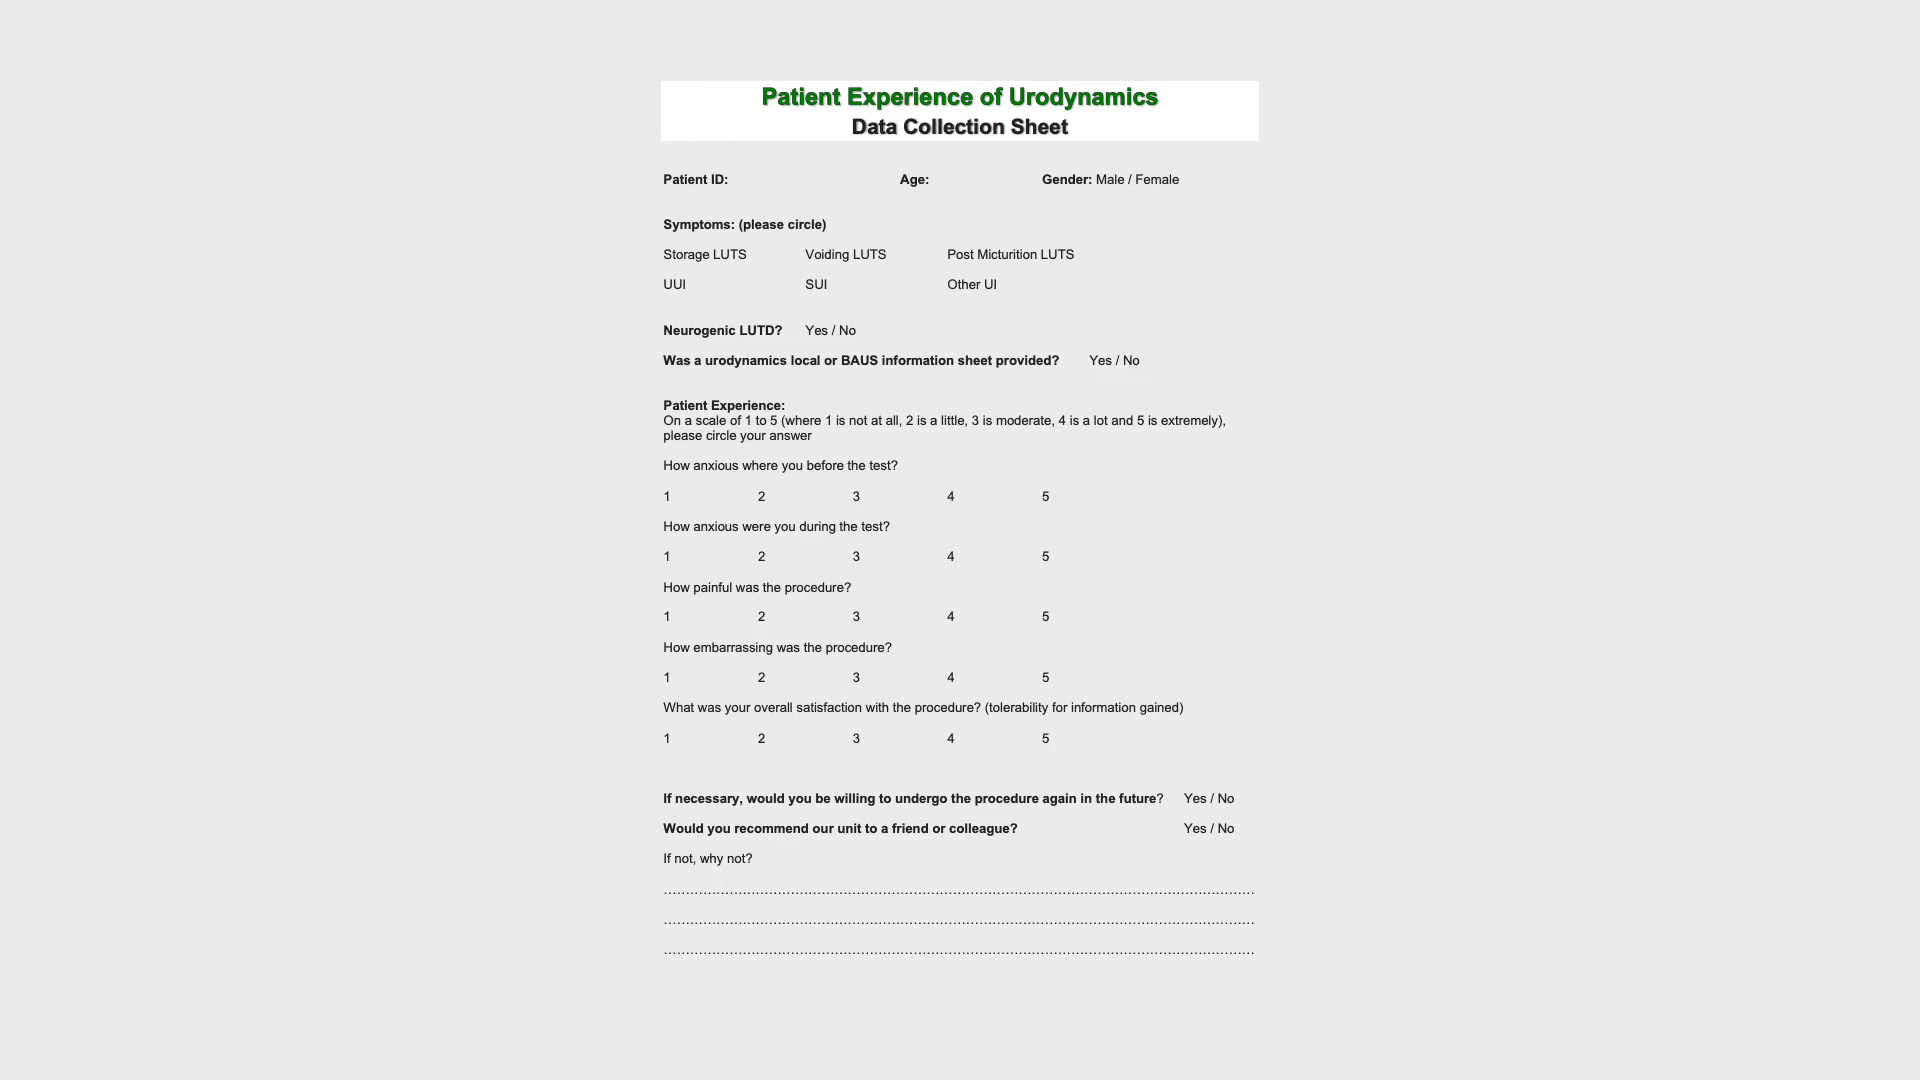 Patient Experience of Urodynamics
Data Collection Sheet
Patient ID: Age: Gender: Male / Female
Symptoms: (please circle)
Storage LUTS Voiding LUTS Post Micturition LUTS
UUI SUI Other UI
Neurogenic LUTD? Yes / No
Was a urodynamics local or BAUS information sheet provided? Yes / No
Patient Experience:
On a scale of 1 to 5 (where 1 is not at all, 2 is a little, 3 is moderate, 4 is a lot and 5 is extremely),
please circle your answer
How anxious where you before the test?
1 2 3 4 5
How anxious were you during the test?
1 2 3 4 5
How painful was the procedure?
1 2 3 4 5
How embarrassing was the procedure?
1 2 3 4 5
What was your overall satisfaction with the procedure? (tolerability for information gained)
1 2 3 4 5
If necessary, would you be willing to undergo the procedure again in the future? Yes / No
Would you recommend our unit to a friend or colleague? Yes / No
If not, why not?